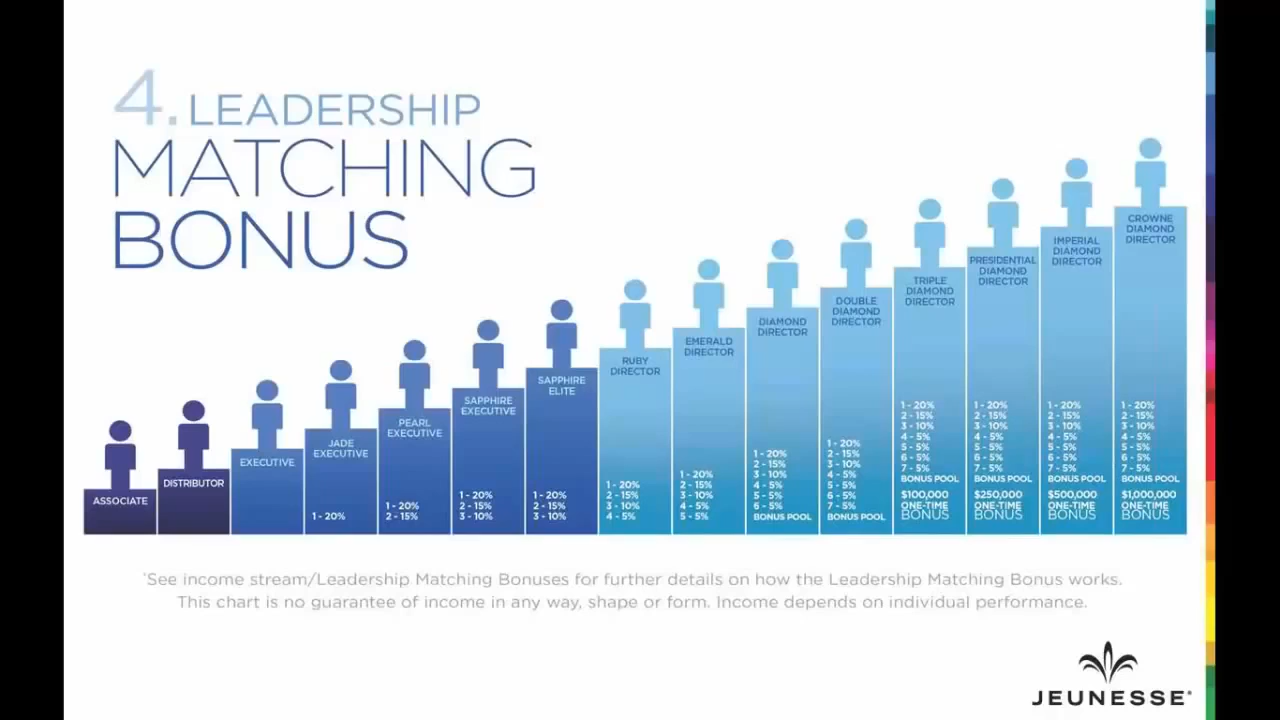 4. LEADERSHIP
MATCHING
BONUS
ASSOCIATE
DISTRIBUTOR
EXECUTIVE
JADE
EXECUTIVE
1 - 20%
PEARL
EXECUTIVE
1 - 20%
2 - 15%
SAPPHIRE
EXECUTIVE
1 - 20%
2 - 15%
3 - 10%
SAPPHIRE
ELITE
1 - 20%
2 - 15%
3 - 10%
RUBY
DIRECTOR
1 - 20%
2 - 15%
3 - 10%
4 - 5%
EMERALD
DIRECTOR
1 - 20%
2 - 15%
3 - 10%
4 - 5%
5 - 5%
DIAMOND
DIRECTOR
1 - 20%
2 - 15%
3 - 10%
4 - 5%
5 - 5%
6 - 5%
BONUS POOL
DOUBLE
DIAMOND
DIRECTOR
1 - 20%
2 - 15%
3 - 10%
4 - 5%
5 - 5%
6 - 5%
7 - 5%
BONUS POOL
TRIPLE
DIAMOND
DIRECTOR
1 - 20%
2 - 15%
3 - 10%
4 - 5%
5 - 5%
6 - 5%
7 - 5%
BONUS POOL
$100,000
ONE-TIME
BONUS
PRESIDENTIAL
DIAMOND
DIRECTOR
1 - 20%
2 - 15%
3 - 10%
4 - 5%
5 - 5%
6 - 5%
7 - 5%
BONUS POOL
$250,000
ONE-TIME
BONUS
IMPERIAL
DIAMOND
DIRECTOR
1 - 20%
2 - 15%
3 - 10%
4 - 5%
5 - 5%
6 - 5%
7 - 5%
BONUS POOL
$500,000
ONE-TIME
BONUS
CROWNE
DIAMOND
DIRECTOR
1 - 20%
2 - 15%
3 - 10%
4 - 5%
5 - 5%
6 - 5%
7 - 5%
BONUS POOL
$1,000,000
ONE-TIME
BONUS
*See income stream/Leadership Matching Bonuses for further details on how the Leadership Matching Bonus works.
This chart is no guarantee of income in any way, shape or form. Income depends on individual performance.
JEUNESSE®